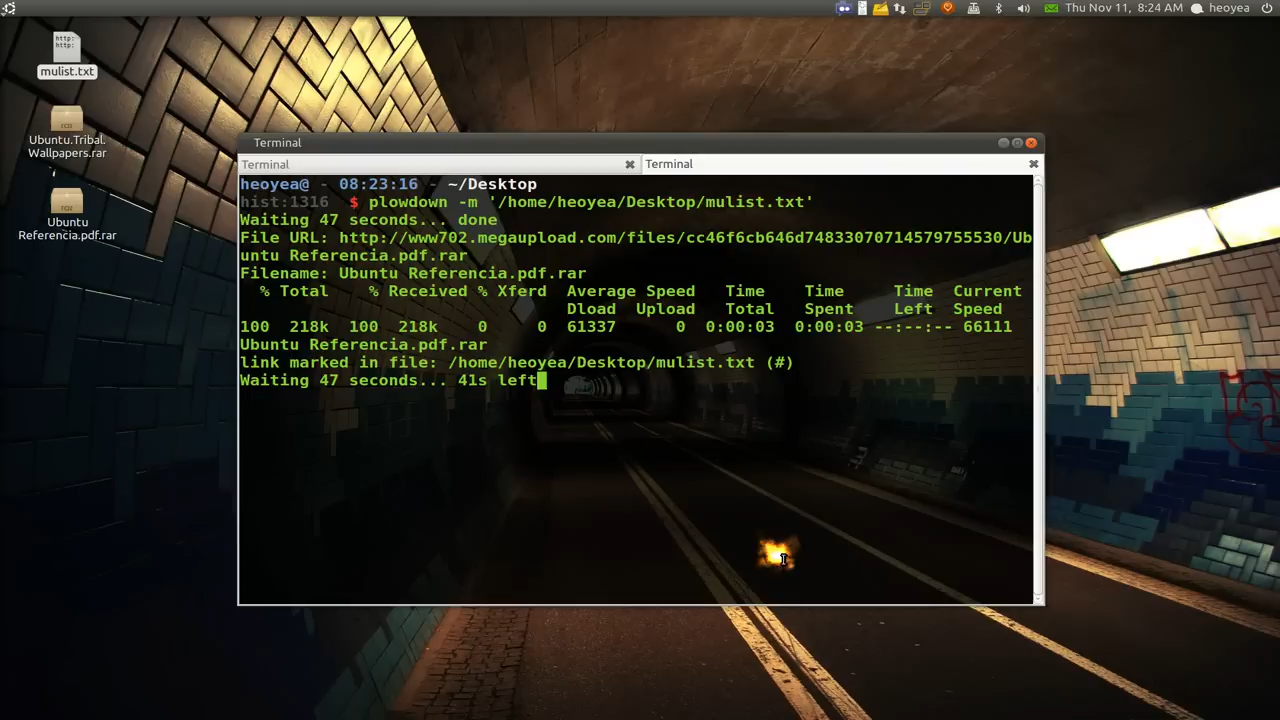 Thu Nov 11, 8:24 AM heoyea
http:
http:
mulist.txt
Ubuntu.Tribal.
Wallpapers.rar
Ubuntu
Referencia.pdf.rar
Terminal
Terminal
Terminal
heoyea@ - 08:23:16 - ~/Desktop
hist:1316 $ plowdown -m '/home/heoyea/Desktop/mulist.txt'
Waiting 47 seconds... done
File URL: http://www702.megaupload.com/files/cc46f6cb646d74833070714579755530/Ub
untu Referencia.pdf.rar
Filename: Ubuntu Referencia.pdf.rar
% Total % Received % Xferd Average Speed Time Time Time Current
Dload Upload Total Spent Left Speed
100 218k 100 218k 0 0 61337 0 0:00:03 0:00:03 --:--:-- 66111
Ubuntu Referencia.pdf.rar
link marked in file: /home/heoyea/Desktop/mulist.txt (#)
Waiting 47 seconds... 41s left